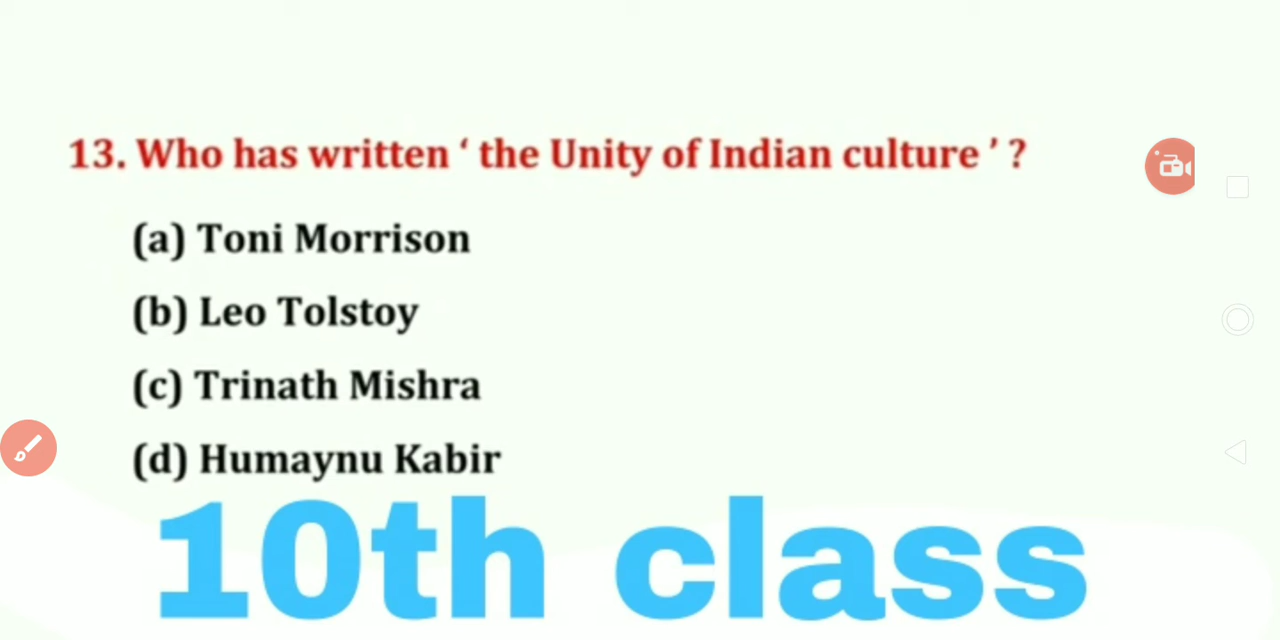 13. Who has written ‘ the Unity of Indian culture ’ ?
(a) Toni Morrison
(b) Leo Tolstoy
(c) Trinath Mishra
(d) Humaynu Kabir
10th class